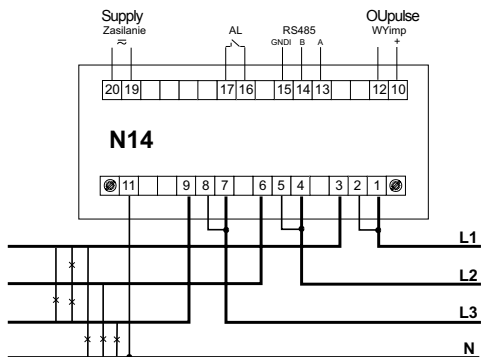 Supply AL RS485 OUpulse
Zasilanie GNDI B A WYimp
+
20 19 17 16 15 14 13 12 10
N14
11 9 8 7 6 5 4 3 2 1
L1
L2
L3
N